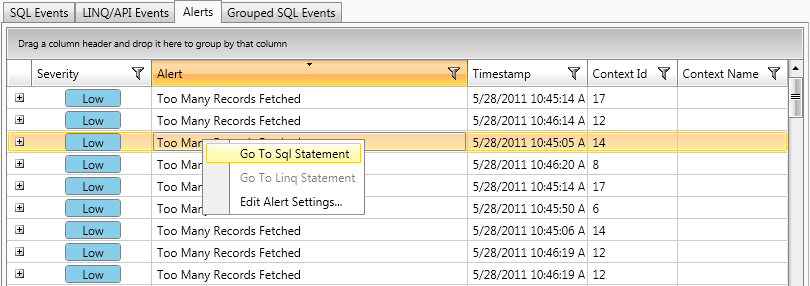 SQL Events LINQ/API Events Alerts Grouped SQL Events
Drag a column header and drop it here to group by that column
Severity Alert Timestamp Context Id Context Name
Low Too Many Records Fetched 5/28/2011 10:45:14 A 17
Low Too Many Records Fetched 5/28/2011 10:46:14 A 12
Low Too Many Records Fetched 5/28/2011 10:45:05 A 14
Go To Sql Statement
Low Too Man 5/28/2011 10:46:20 A 8
Go To Linq Statement
Low Too Man 5/28/2011 10:45:14 A 17
Low Too Man 5/28/2011 10:45:50 A 6
Edit Alert Settings...
Low Too Many Records Fetched 5/28/2011 10:45:06 A 14
Low Too Many Records Fetched 5/28/2011 10:46:19 A 12
Low Too Many Records Fetched 5/28/2011 10:46:19 A 12